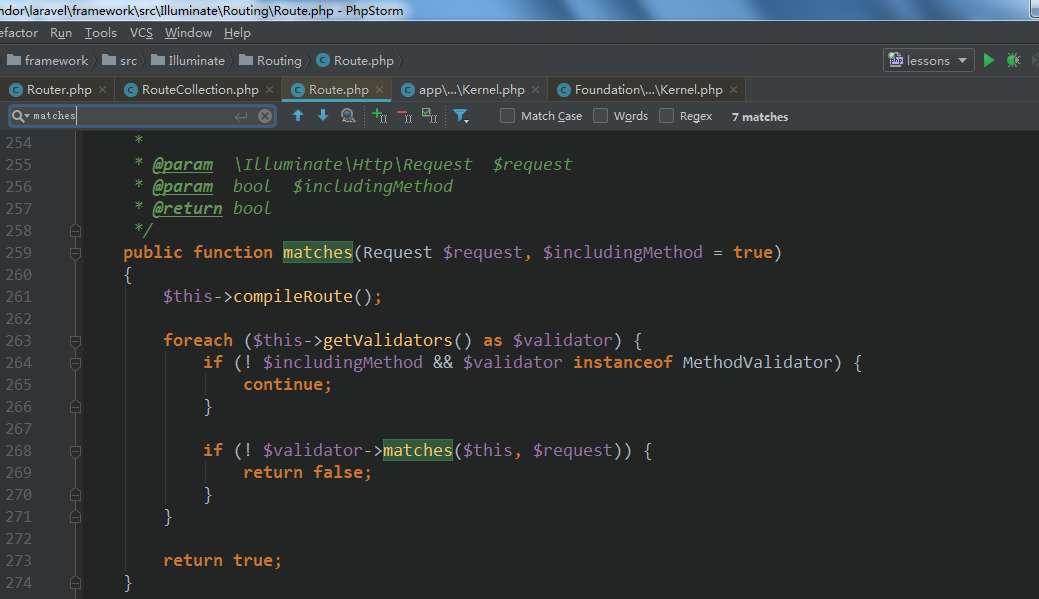 ndor\laravel\framework\src\Illuminate\Routing\Route.php - PhpStorm
efactor Run Tools VCS Window Help
framework src Illuminate Routing Route.php lessons
Router.php RouteCollection.php Route.php app\...\Kernel.php Foundation\...\Kernel.php
matches Match Case Words Regex 7 matches
254 *
255 * @param \Illuminate\Http\Request $request
256 * @param bool $includingMethod
257 * @return bool
258 */
259 public function matches(Request $request, $includingMethod = true)
260 {
261 $this->compileRoute();
262
263 foreach ($this->getValidators() as $validator) {
264 if (! $includingMethod && $validator instanceof MethodValidator) {
265 continue;
266 }
267
268 if (! $validator->matches($this, $request)) {
269 return false;
270 }
271 }
272
273 return true;
274 }